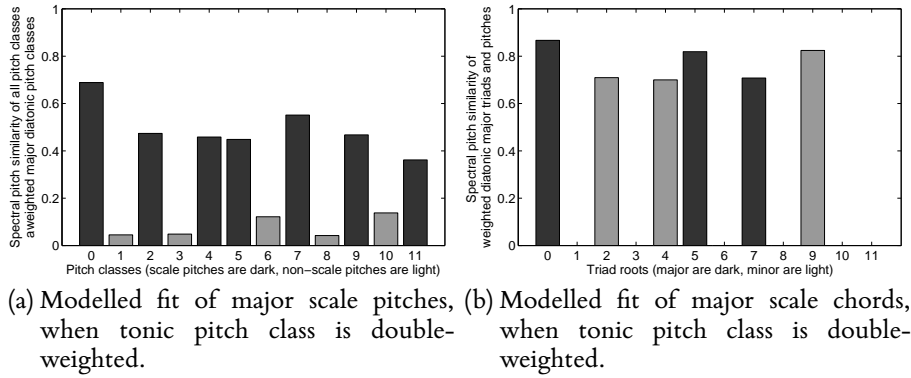 Spectral pitch similarity of all pitch classes
aweighted major diatonic pitch classes
1
0.8
0.6
0.4
0.2
0
0 1 2 3 4 5 6 7 8 9 10 11
Pitch classes (scale pitches are dark, non-scale pitches are light)
(a) Modelled fit of major scale pitches,
when tonic pitch class is double-
weighted.
Spectral pitch similarity of
weighted diatonic major triads and pitches
1
0.8
0.6
0.4
0.2
0
0 1 2 3 4 5 6 7 8 9 10 11
Triad roots (major are dark, minor are light)
(b) Modelled fit of major scale chords,
when tonic pitch class is double-
weighted.